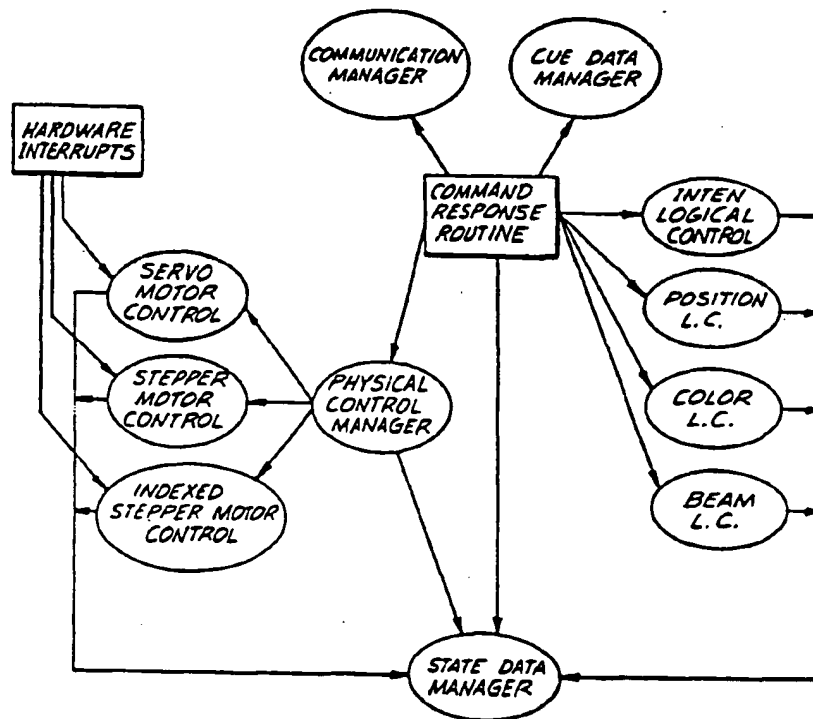 COMMUNICATION
MANAGER
CUE DATA
MANAGER
HARDWARE
INTERRUPTS
COMMAND
RESPONSE
ROUTINE
INTEN
LOGICAL
CONTROL
SERVO
MOTOR
CONTROL
POSITION
L.C.
STEPPER
MOTOR
CONTROL
PHYSICAL
CONTROL
MANAGER
COLOR
L.C.
INDEXED
STEPPER MOTOR
CONTROL
BEAM
L.C.
STATE DATA
MANAGER